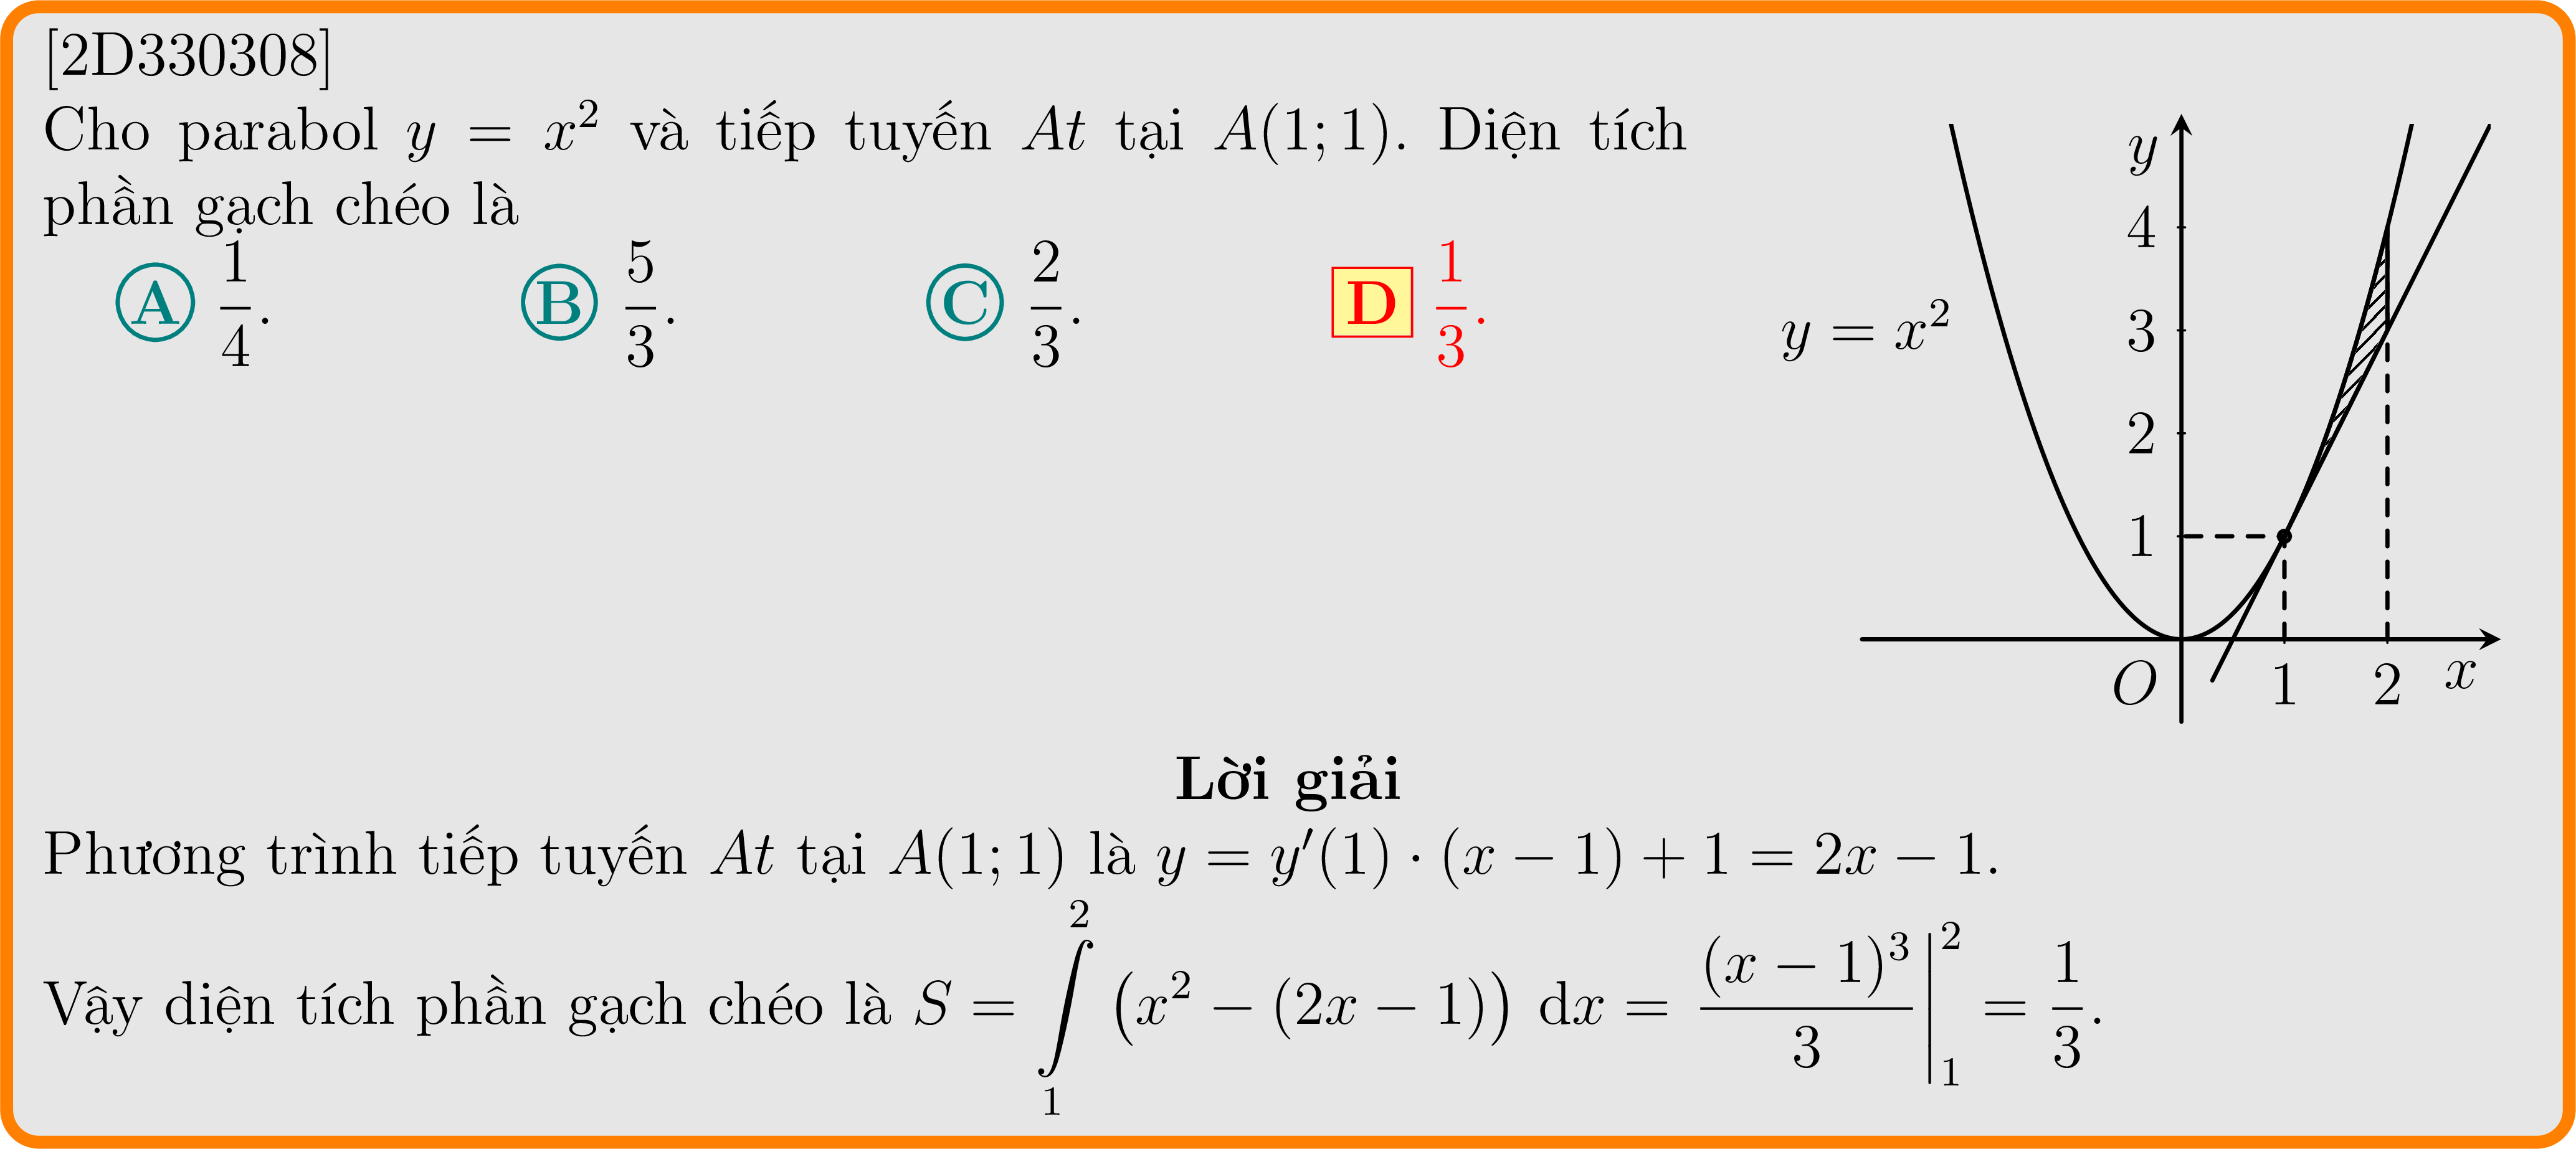 [2D330308]
Cho parabol $y = x^2$ và tiếp tuyến $At$ tại $A(1; 1)$. Diện tích
phần gạch chéo là
A $\frac{1}{4}$. B $\frac{5}{3}$. C $\frac{2}{3}$. D $\frac{1}{3}$.
$y$
4
3
$y = x^2$
2
1
$O$ 1 2 $x$
Lời giải
Phương trình tiếp tuyến $At$ tại $A(1; 1)$ là $y = y'(1) \cdot (x - 1) + 1 = 2x - 1$.
Vậy diện tích phần gạch chéo là $S = \int\limits_1^2 \left(x^2 - (2x - 1)\right) \mathrm{d}x = \left.\frac{(x - 1)^3}{3}\right|_1^2 = \frac{1}{3}$.